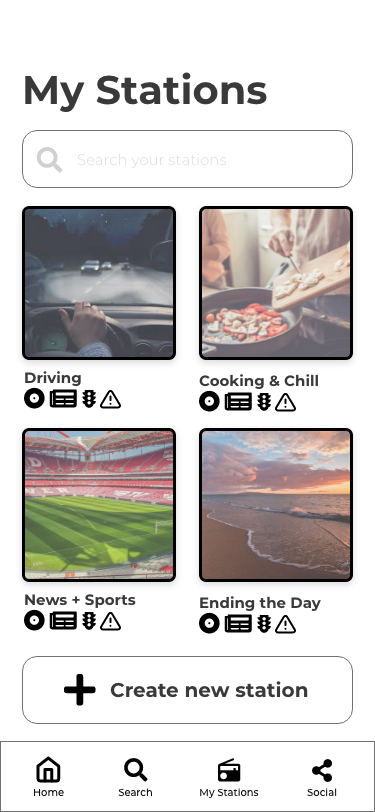 My Stations
Search your stations
Driving
Cooking & Chill
News + Sports
Ending the Day
Create new station
Home
Search
My Stations
Social